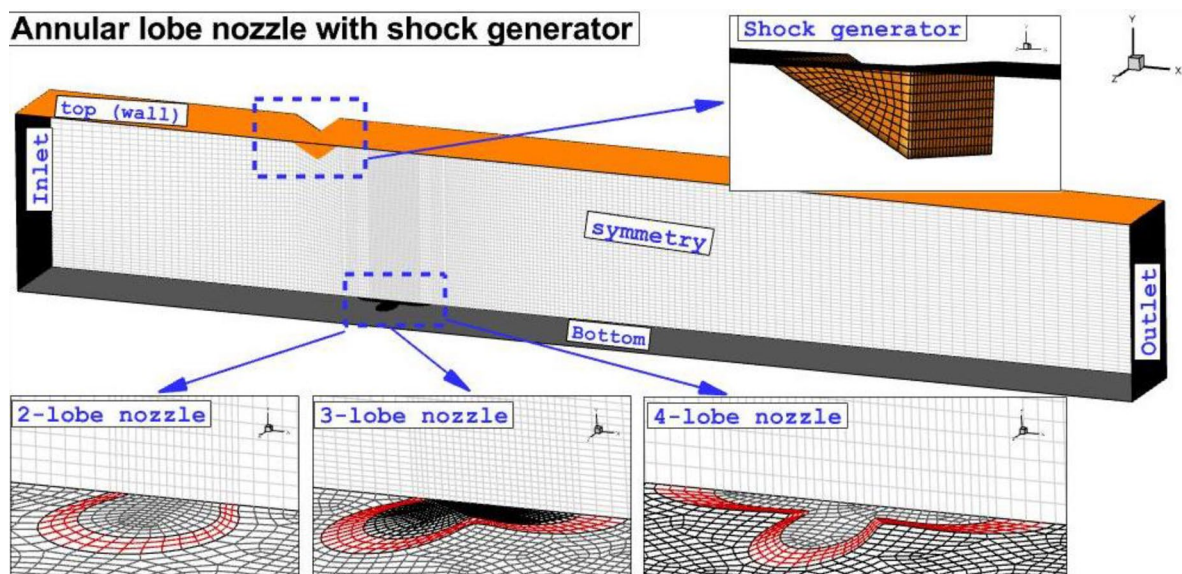 Annular lobe nozzle with shock generator
Shock generator
Y
X
Z
top (wall)
Inlet
symmetry
Bottom
Outlet
2-lobe nozzle
3-lobe nozzle
4-lobe nozzle